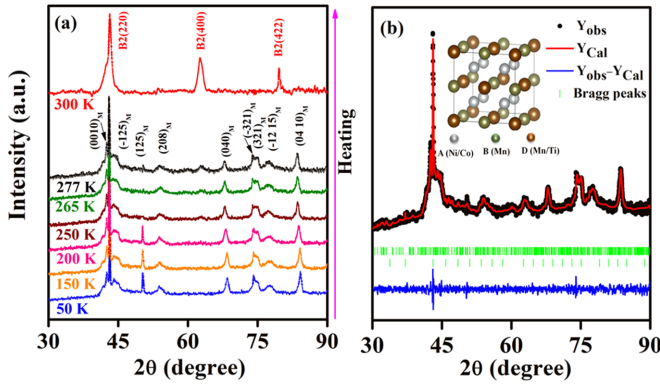 (a)
B2(220)
B2(400)
B2(422)
300 K
(0010)M
(-125)M
(125)M
(208)M
(040)M
(-321)M
(321)M
(-12 15)M
(04 10)M
277 K
265 K
250 K
200 K
150 K
50 K
Intensity (a.u.)
Heating
30 45 60 75 90
2θ (degree)
(b)
Yobs
YCal
Yobs-YCal
Bragg peaks
A (Ni/Co) B (Mn) D (Mn/Ti)
30 40 50 60 70 80 90
2θ (degree)